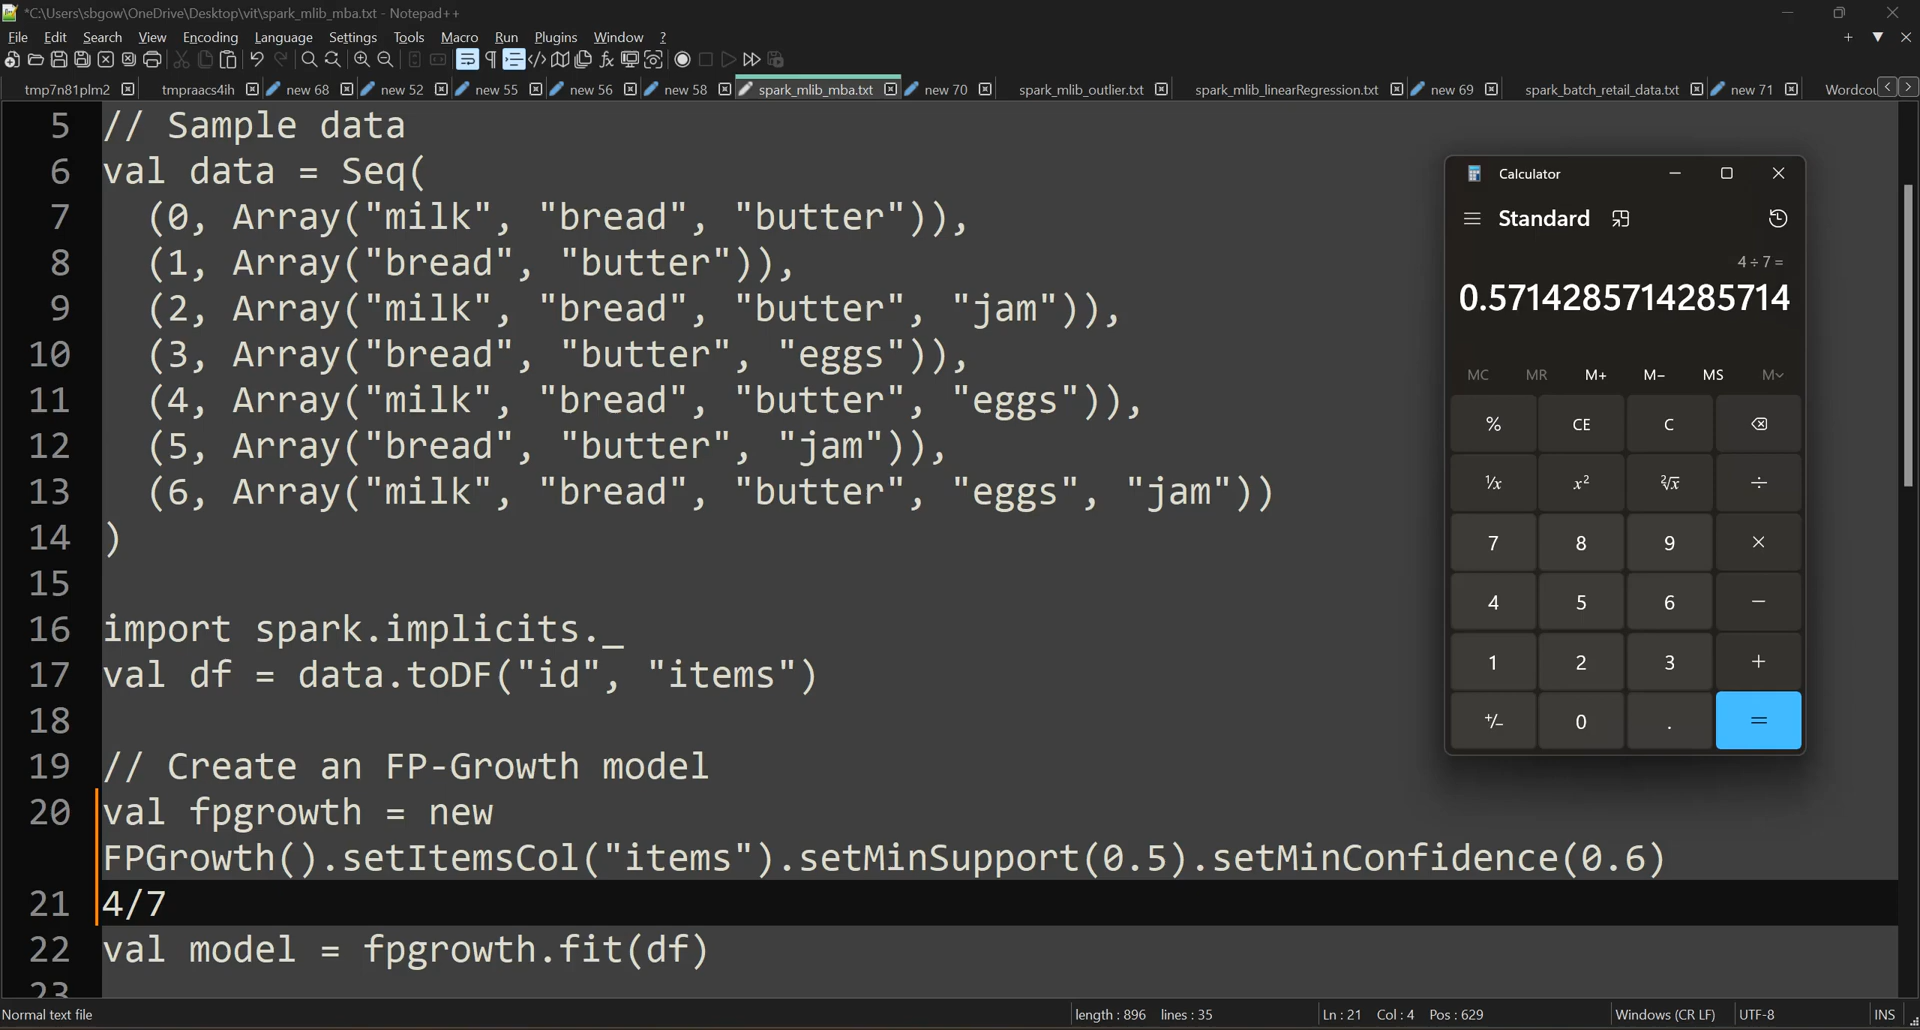 *C:\Users\sbgow\OneDrive\Desktop\vit\spark_mlib_mba.txt - Notepad++
File Edit Search View Encoding Language Settings Tools Macro Run Plugins Window ?
tmp7n81plm2 tmpraacs4ih new 68 new 52 new 55 new 56 new 58 spark_mlib_mba.txt new 70 spark_mlib_outlier.txt spark_mlib_linearRegression.txt new 69 spark_batch_retail_data.txt new 71 Wordcou
5 // Sample data
6 val data = Seq(
7 (0, Array("milk", "bread", "butter")),
8 (1, Array("bread", "butter")),
9 (2, Array("milk", "bread", "butter", "jam")),
10 (3, Array("bread", "butter", "eggs")),
11 (4, Array("milk", "bread", "butter", "eggs")),
12 (5, Array("bread", "butter", "jam")),
13 (6, Array("milk", "bread", "butter", "eggs", "jam"))
14 )
15
16 import spark.implicits._
17 val df = data.toDF("id", "items")
18
19 // Create an FP-Growth model
20 val fpgrowth = new
FPGrowth().setItemsCol("items").setMinSupport(0.5).setMinConfidence(0.6)
21 4/7
22 val model = fpgrowth.fit(df)
23
Calculator
Standard
4 ÷ 7 =
0.5714285714285714
MC MR M+ M− MS M˅
% CE C
¹/x x² ²√x ÷
7 8 9 ×
4 5 6 −
1 2 3 +
+/− 0 . =
Normal text file length : 896 lines : 35 Ln : 21 Col : 4 Pos : 629 Windows (CR LF) UTF-8 INS